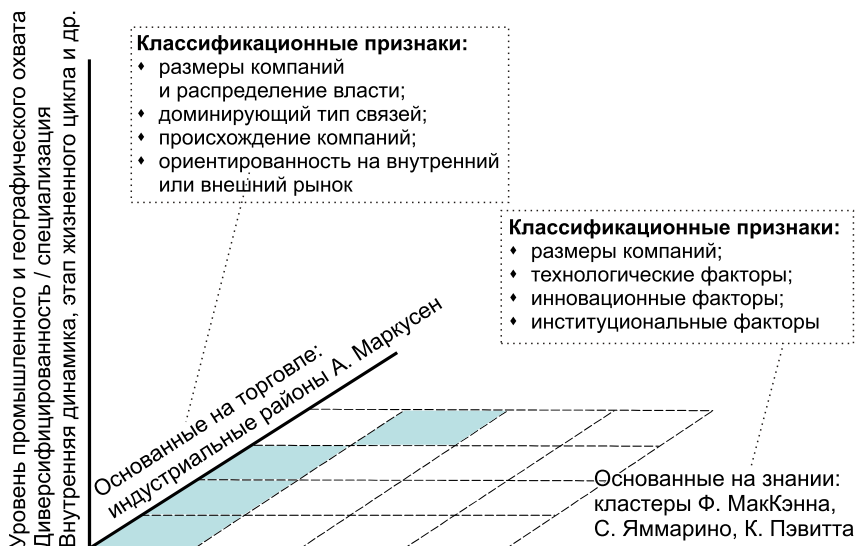 Уровень промышленного и географического охвата
Диверсифицированность / специализация
Внутренняя динамика, этап жизненного цикла и др.
Классификационные признаки:
♦ размеры компаний
и распределение власти;
♦ доминирующий тип связей;
♦ происхождение компаний;
♦ ориентированность на внутренний
или внешний рынок
Классификационные признаки:
♦ размеры компаний;
♦ технологические факторы;
♦ инновационные факторы;
♦ институциональные факторы
Основанные на торговле:
индустриальные районы А. Маркусен
Основанные на знании:
кластеры Ф. МакКэнна,
С. Яммарино, К. Пэвитта